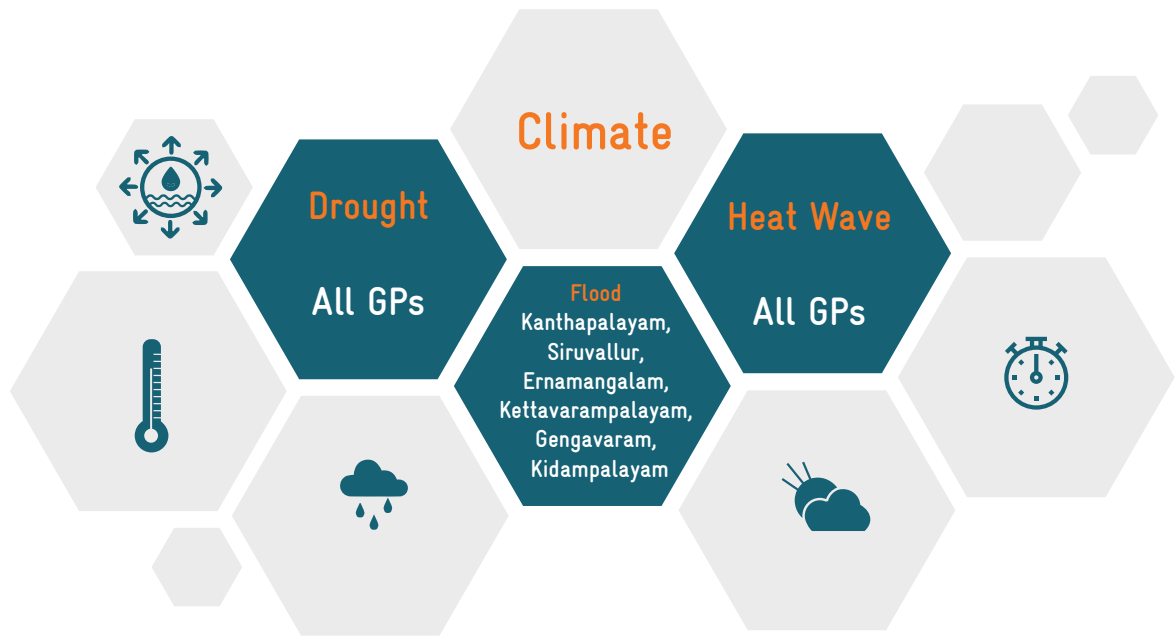 Climate
Drought
All GPs
Heat Wave
All GPs
Flood
Kanthapalayam,
Siruvallur,
Ernamangalam,
Kettavarampalayam,
Gengavaram,
Kidampalayam